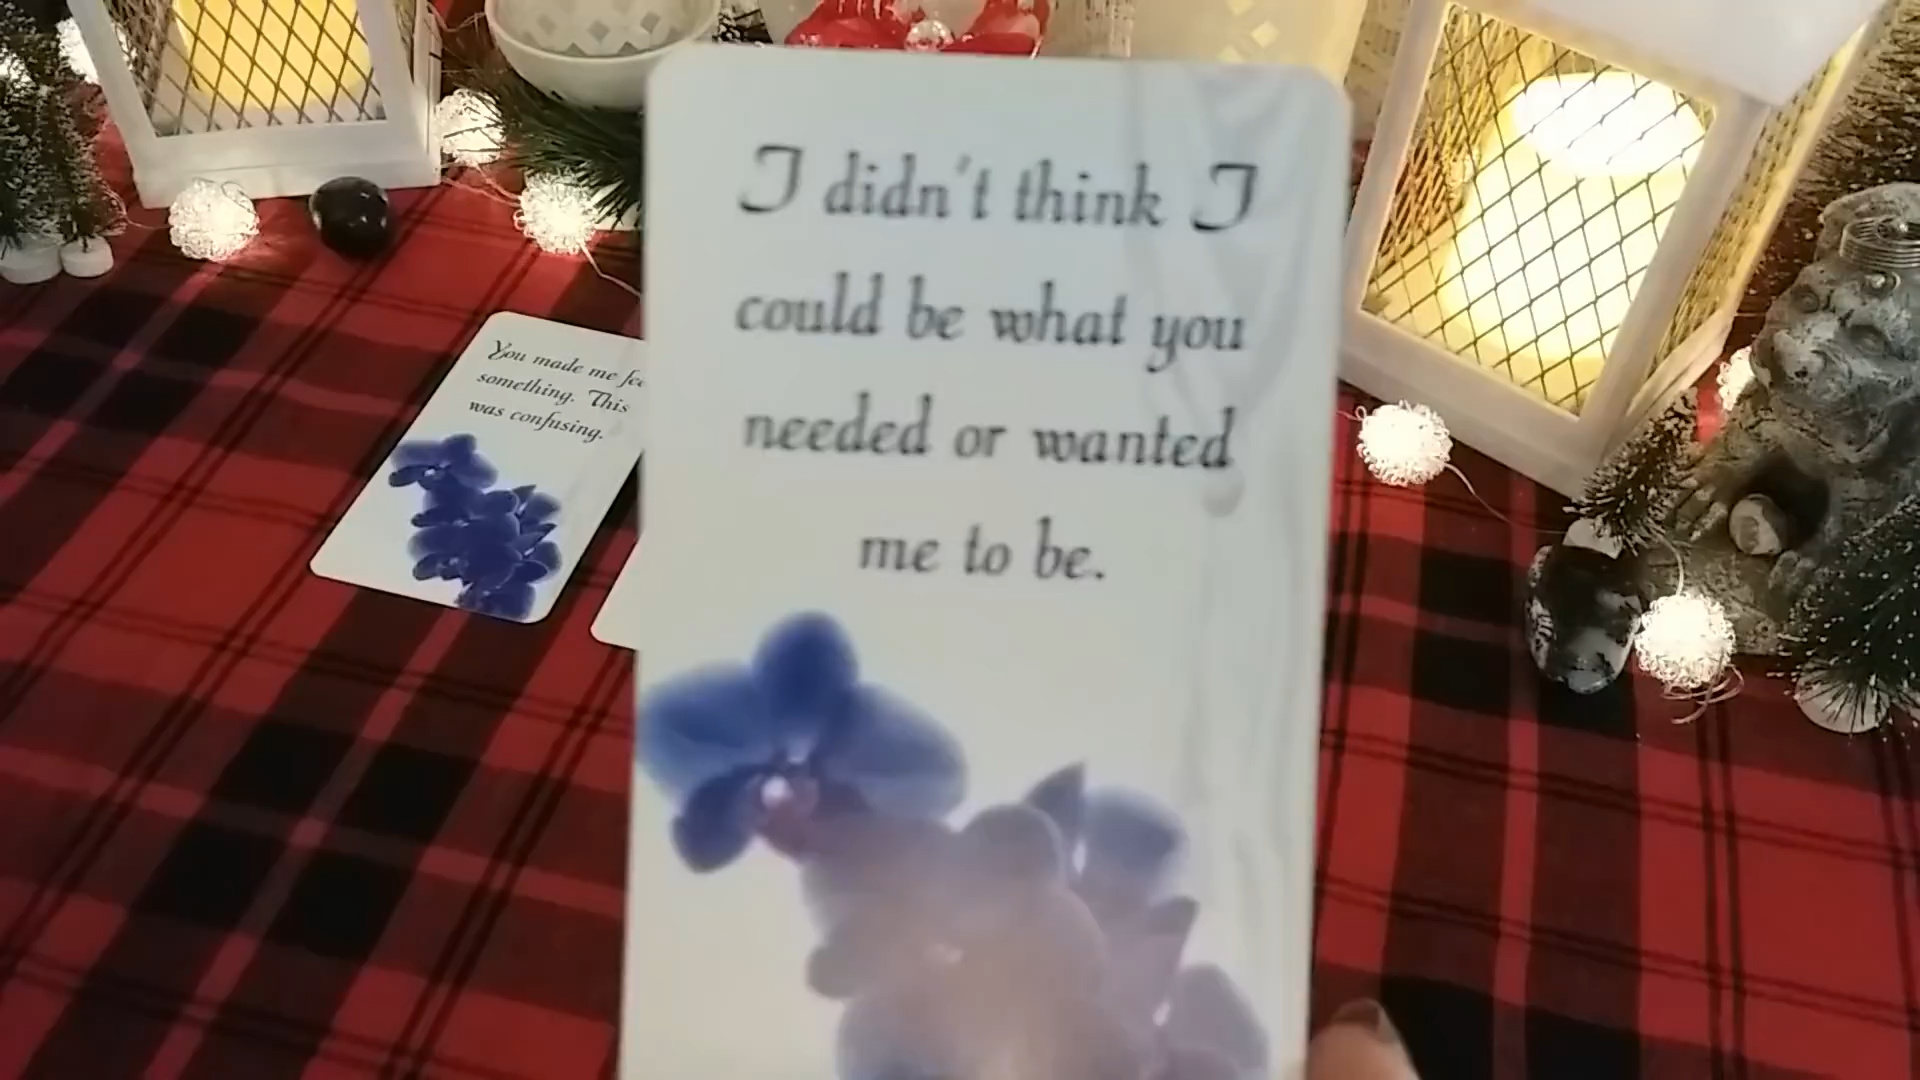 I didn't think I
could be what you
needed or wanted
me to be.
You made me
something. This
was confusing.